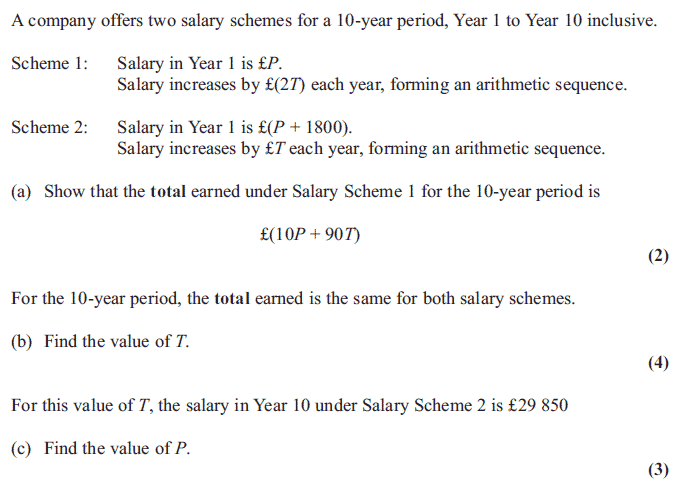 A company offers two salary schemes for a 10-year period, Year 1 to Year 10 inclusive.
Scheme 1: Salary in Year 1 is £P.
Salary increases by £(2T) each year, forming an arithmetic sequence.
Scheme 2: Salary in Year 1 is £(P + 1800).
Salary increases by £T each year, forming an arithmetic sequence.
(a) Show that the total earned under Salary Scheme 1 for the 10-year period is
£(10P + 90T)
(2)
For the 10-year period, the total earned is the same for both salary schemes.
(b) Find the value of T.
(4)
For this value of T, the salary in Year 10 under Salary Scheme 2 is £29 850
(c) Find the value of P.
(3)